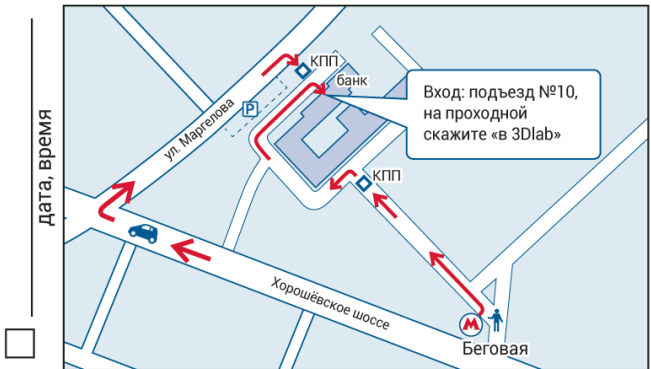 дата, время
КПП
банк
Вход: подъезд №10,
на проходной
скажите «в 3Dlab»
P
ул. Маргелова
КПП
Хорошёвское шоссе
М
Беговая